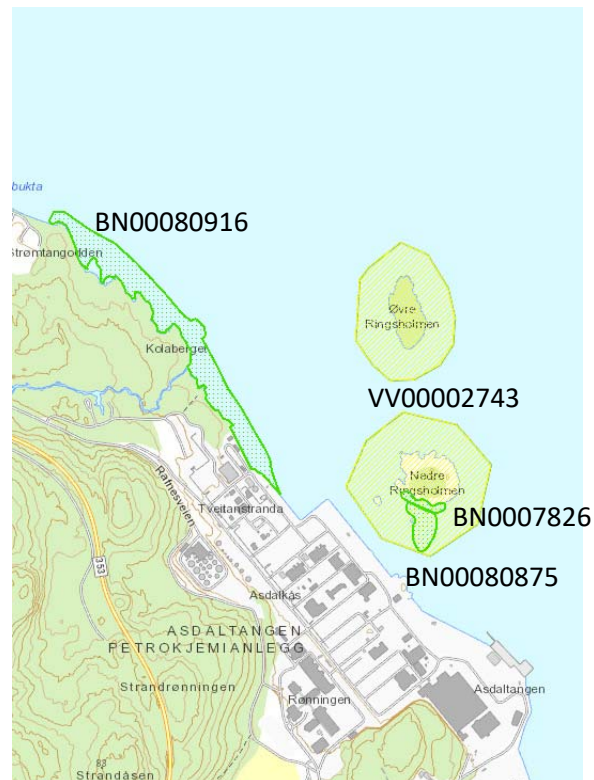 bukta
BN00080916
Strømtangodden
Øvre
Ringsholmen
Kolaberget
VV00002743
Nedre
Ringsholmen
Rafnesveien
Tveitanstranda
BN0007826
353
BN00080875
Asdalkås
ASDALTANGEN
PETROKJEMIANLEGG
Strandrønningen
Rønningen
Asdaltangen
83
Strandåsen